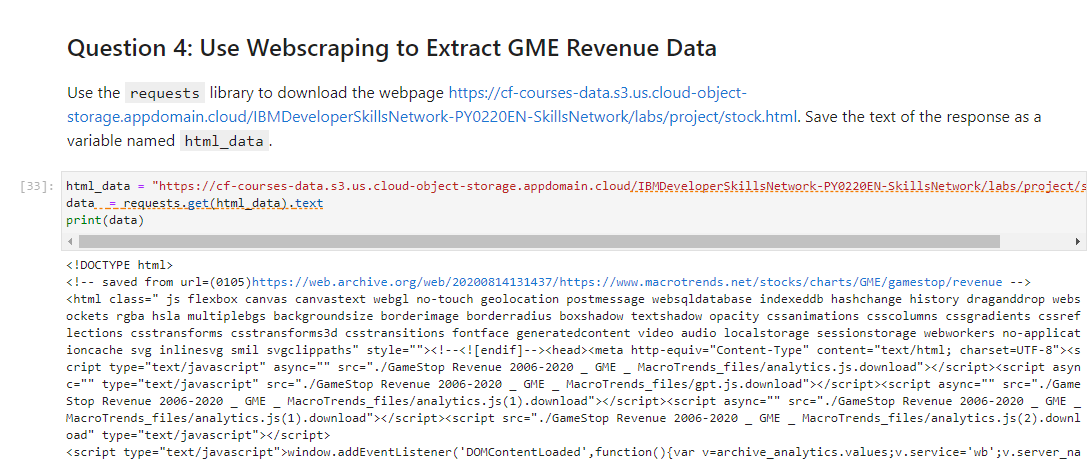 Question 4: Use Webscraping to Extract GME Revenue Data
Use the requests library to download the webpage https://cf-courses-data.s3.us.cloud-object-
storage.appdomain.cloud/IBMDeveloperSkillsNetwork-PY0220EN-SkillsNetwork/labs/project/stock.html. Save the text of the response as a
variable named html_data.
[33]: html_data = "https://cf-courses-data.s3.us.cloud-object-storage.appdomain.cloud/IBMDeveloperSkillsNetwork-PY0220EN-SkillsNetwork/labs/project/s
data  = requests.get(html_data).text
print(data)
<!DOCTYPE html>
<!-- saved from url=(0105)https://web.archive.org/web/20200814131437/https://www.macrotrends.net/stocks/charts/GME/gamestop/revenue -->
<html class=" js flexbox canvas canvastext webgl no-touch geolocation postmessage websqldatabase indexeddb hashchange history draganddrop webs
ockets rgba hsla multiplebgs backgroundsize borderimage borderradius boxshadow textshadow opacity cssanimations csscolumns cssgradients cssref
lections csstransforms csstransforms3d csstransitions fontface generatedcontent video audio localstorage sessionstorage webworkers no-applicat
ioncache svg inlinesvg smil svgclippaths" style=""><!--<![endif]--><head><meta http-equiv="Content-Type" content="text/html; charset=UTF-8"><s
cript type="text/javascript" async="" src="./GameStop Revenue 2006-2020 _ GME _ MacroTrends_files/analytics.js.download"></script><script asyn
c="" type="text/javascript" src="./GameStop Revenue 2006-2020 _ GME _ MacroTrends_files/gpt.js.download"></script><script async="" src="./Game
Stop Revenue 2006-2020 _ GME _ MacroTrends_files/analytics.js(1).download"></script><script async="" src="./GameStop Revenue 2006-2020 _ GME _
MacroTrends_files/analytics.js(1).download"></script><script src="./GameStop Revenue 2006-2020 _ GME _ MacroTrends_files/analytics.js(2).downl
oad" type="text/javascript"></script>
<script type="text/javascript">window.addEventListener('DOMContentLoaded',function(){var v=archive_analytics.values;v.service='wb';v.server_na